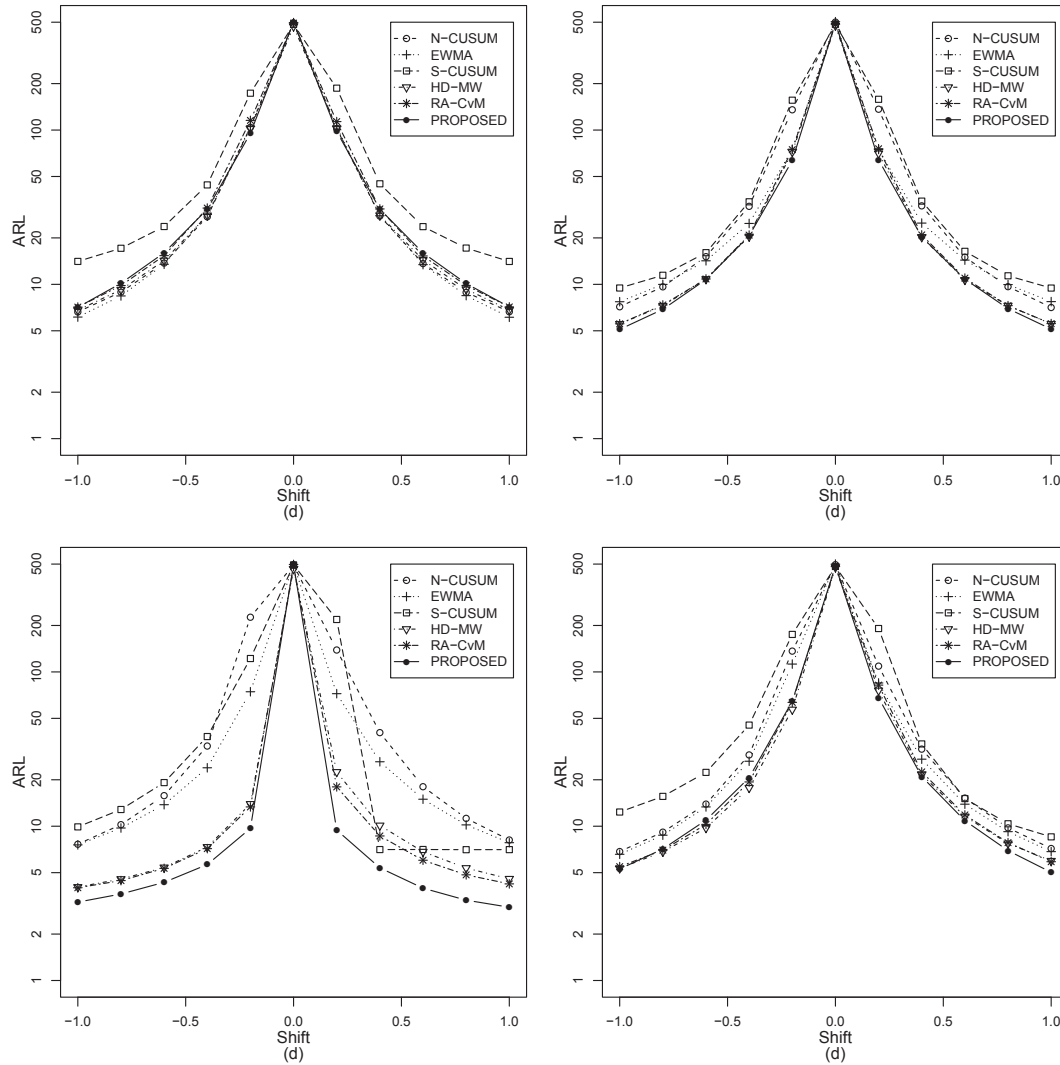 ARL
500
200
100
50
20
10
5
2
1
N-CUSUM
EWMA
S-CUSUM
HD-MW
RA-CvM
PROPOSED
-1.0 -0.5 0.0 0.5 1.0
Shift
(d)
ARL
500
200
100
50
20
10
5
2
1
N-CUSUM
EWMA
S-CUSUM
HD-MW
RA-CvM
PROPOSED
-1.0 -0.5 0.0 0.5 1.0
Shift
(d)
ARL
500
200
100
50
20
10
5
2
1
N-CUSUM
EWMA
S-CUSUM
HD-MW
RA-CvM
PROPOSED
-1.0 -0.5 0.0 0.5 1.0
Shift
(d)
ARL
500
200
100
50
20
10
5
2
1
N-CUSUM
EWMA
S-CUSUM
HD-MW
RA-CvM
PROPOSED
-1.0 -0.5 0.0 0.5 1.0
Shift
(d)